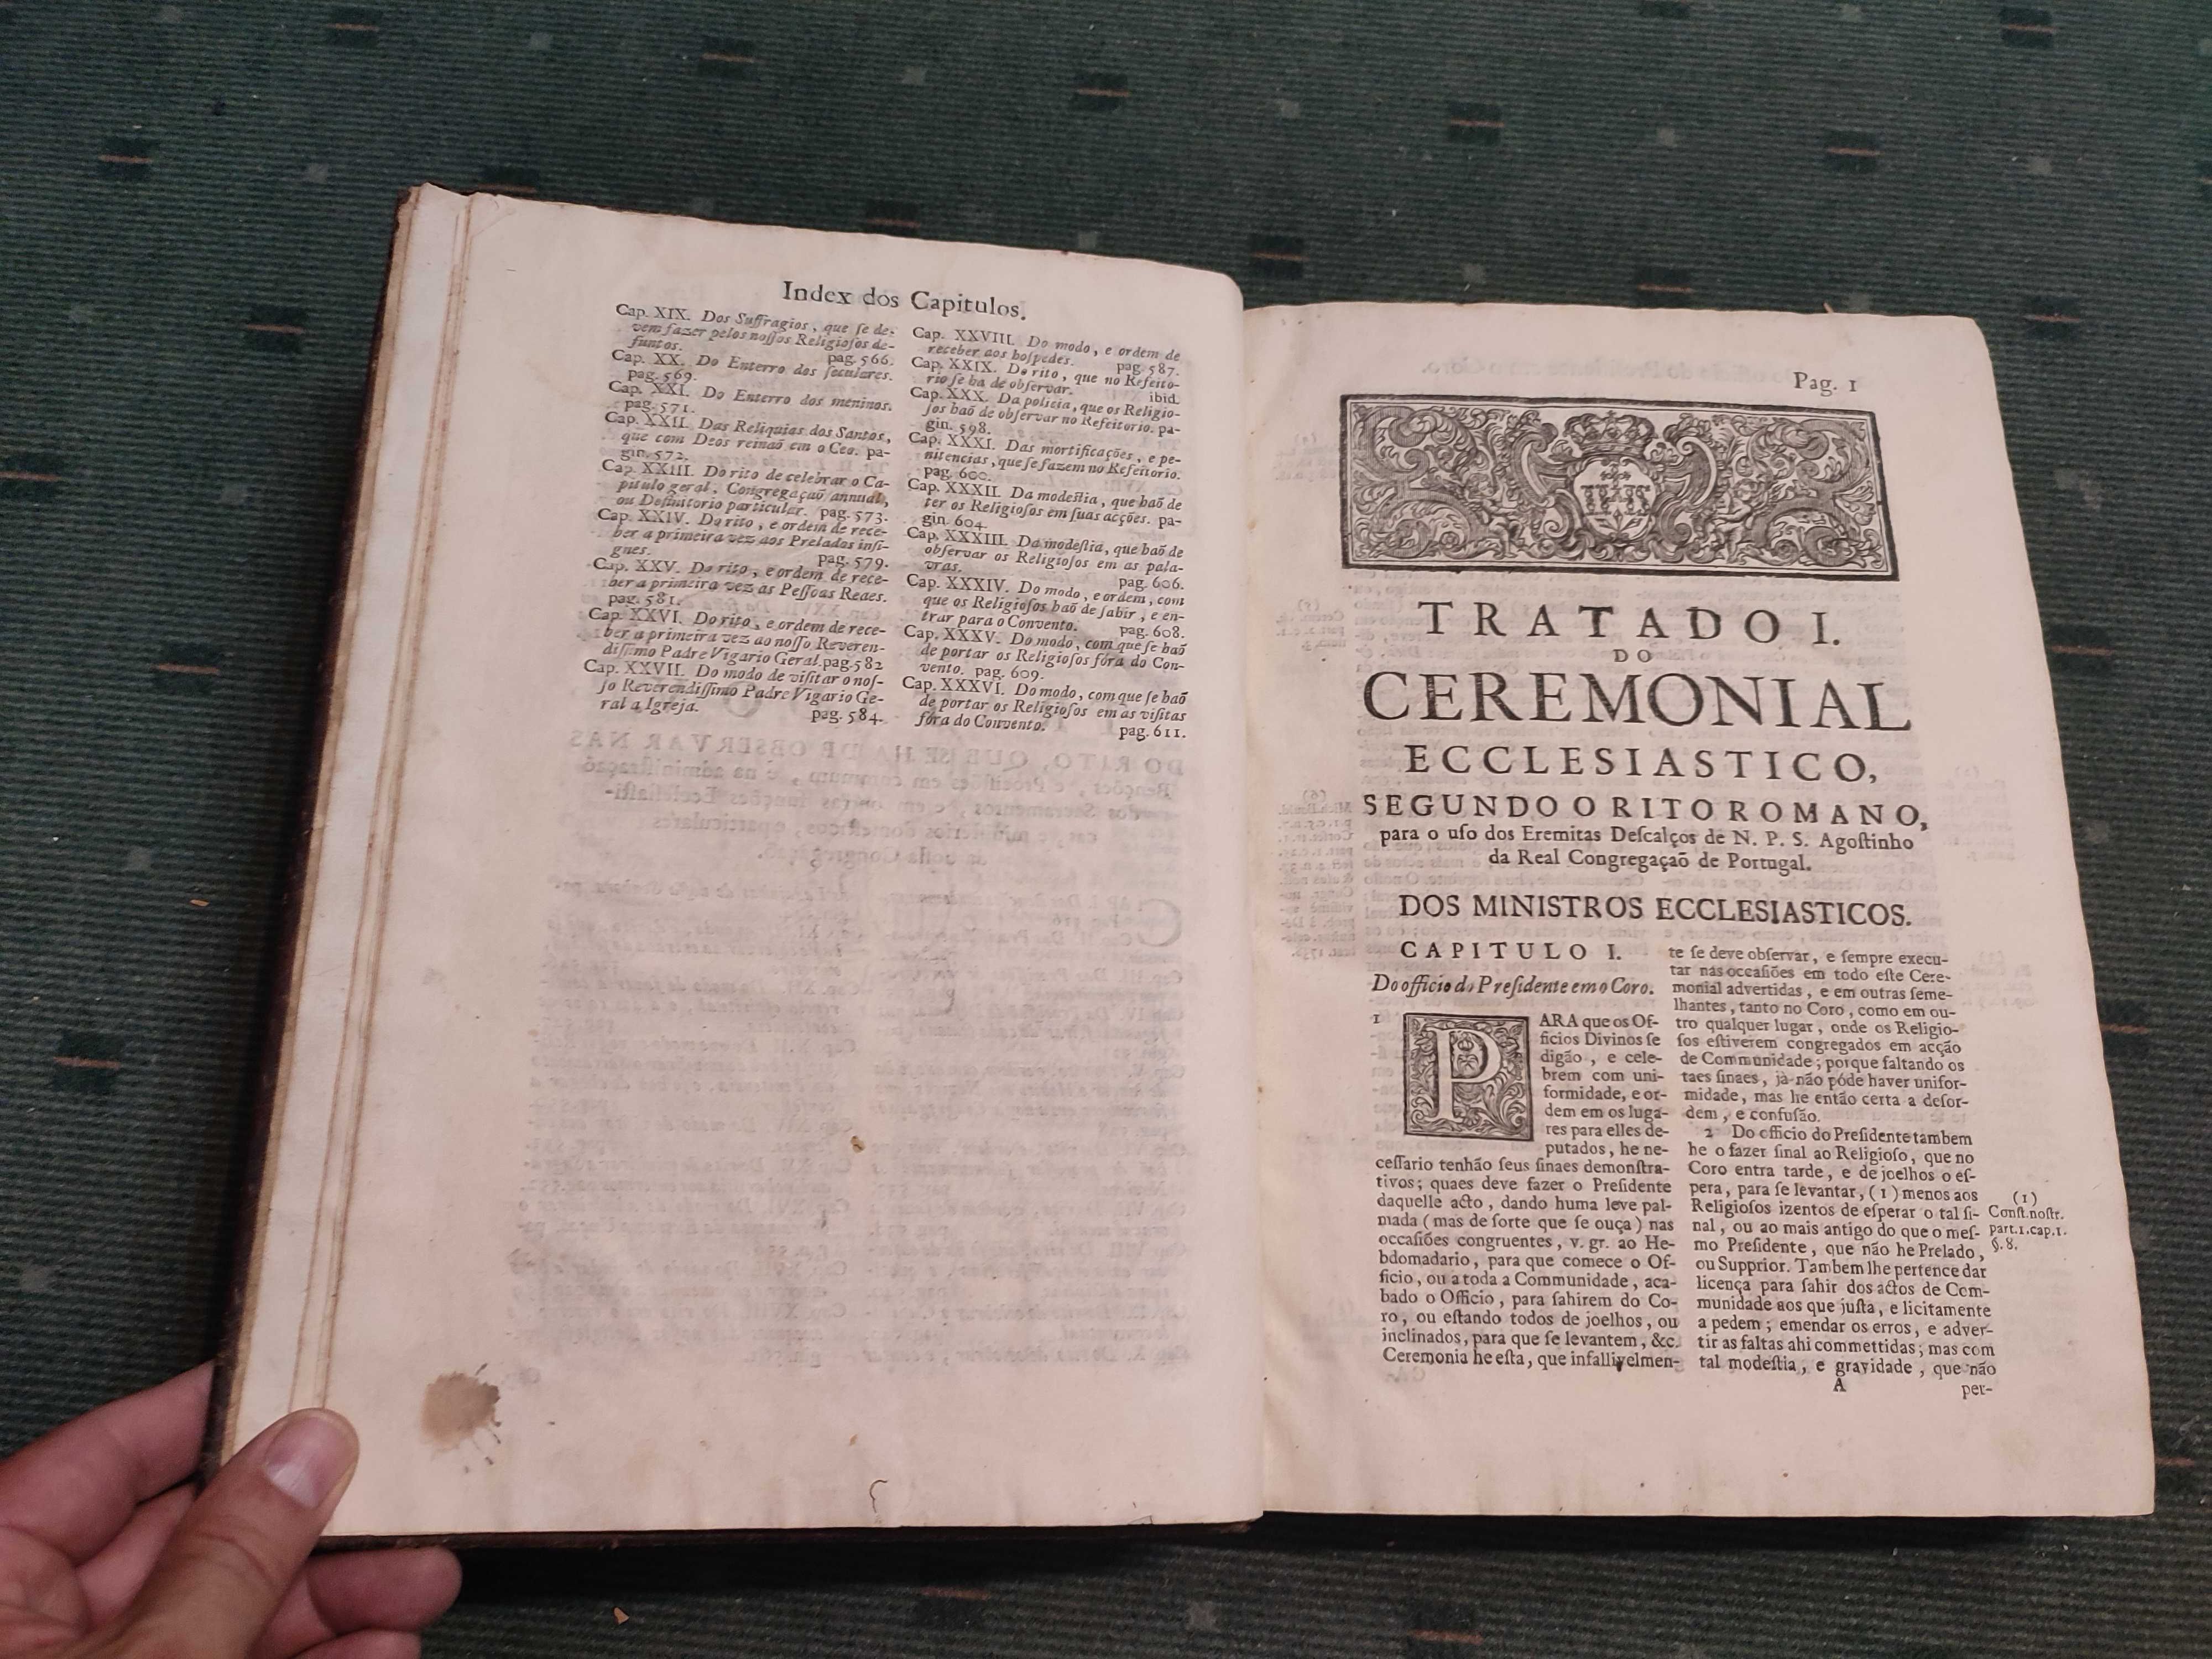 Index dos Capitulos.
Cap. XIX. Dos Suffragios, que ſe de-
vem fazer pelos noſſos Religioſos de-
funtos. pag. 566.
Cap. XX. Do Enterro dos ſeculares.
pag. 569.
Cap. XXI. Do Enterro dos meninos.
pag. 571.
Cap. XXII. Das Reliquias dos Santos,
que com Deos reinaõ em o Ceo. pa-
gin. 572.
Cap. XXIII. Do rito de celebrar o Ca-
pitulo geral, Congregaçaõ annual,
ou Definitorio particular. pag. 573.
Cap. XXIV. Do rito, e ordem de rece-
ber a primeira vez aos Prelados inſi-
gnes. pag. 579.
Cap. XXV. Do rito, e ordem de rece-
ber a primeira vez às Peſſoas Reaes.
pag. 581.
Cap. XXVI. Do rito, e ordem de rece-
ber a primeira vez ao noſſo Reveren-
diſſimo Padre Vigario Geral. pag. 582
Cap. XXVII. Do modo de viſitar o noſ-
ſo Reverendiſſimo Padre Vigario Ge-
ral a Igreja. pag. 584.
Cap. XXVIII. Do modo, e ordem de
receber aos hoſpedes. pag. 587.
Cap. XXIX. Do rito, que no Refeito-
rio ſe ha de obſervar. ibid.
Cap. XXX. Da policia, que os Religio-
ſos haõ de obſervar no Refeitorio. pa-
gin. 598.
Cap. XXXI. Das mortificações, e pe-
nitencias, que ſe fazem no Refeitorio.
pag. 600.
Cap. XXXII. Da modeſtia, que haõ de
ter os Religioſos em ſuas acções. pa-
gin. 604.
Cap. XXXIII. Da modeſtia, que haõ de
obſervar os Religioſos em as pala-
vras. pag. 606.
Cap. XXXIV. Do modo, e ordem, com
que os Religioſos haõ de ſahir, e en-
trar para o Convento. pag. 608.
Cap. XXXV. Do modo, com que ſe haõ
de portar os Religioſos fóra do Con-
vento. pag. 609.
Cap. XXXVI. Do modo, com que ſe haõ
de portar os Religioſos em as viſitas
fóra do Convento. pag. 611.
Pag. 1
TRATADO I.
DO
CEREMONIAL
ECCLESIASTICO,
SEGUNDO O RITO ROMANO,
para o uſo dos Eremitas Deſcalços de N. P. S. Agoſtinho
da Real Congregaçaõ de Portugal.
DOS MINISTROS ECCLESIASTICOS.
CAPITULO I.
Do officio do Preſidente em o Coro.
1 PARA que os Of-
ficios Divinos ſe
digão, e cele-
brem com uni-
formidade, e or-
dem em os luga-
res para elles de-
putados, he ne-
ceſſario tenhão ſeus ſinaes demonſtra-
tivos; quaes deve fazer o Preſidente
daquelle acto, dando huma leve pal-
mada (mas de ſorte que ſe ouça) nas
occaſiões congruentes, v. gr. ao He-
bdomadario, para que comece o Of-
ficio, ou a toda a Communidade, aca-
bado o Officio, para ſahirem do Co-
ro, ou eſtando todos de joelhos, ou
inclinados, para que ſe levantem, &c.
Ceremonia he eſta, que infallivelmen-
te ſe deve obſervar, e ſempre execu-
tar nas occaſiões em todo eſte Cere-
monial advertidas, e em outras ſeme-
lhantes, tanto no Coro, como em ou-
tro qualquer lugar, onde os Religio-
ſos eſtiverem congregados em acção
de Communidade; porque faltando os
taes ſinaes, jà não póde haver unifor-
midade, mas he então certa a deſor-
dem, e confuſão.
2 Do officio do Preſidente tambem
he o fazer ſinal ao Religioſo, que no
Coro entra tarde, e de joelhos o eſ-
pera, para ſe levantar, (1) menos aos
Religioſos izentos de eſperar o tal ſi-
nal, ou ao mais antigo do que o meſ-
mo Preſidente, que não he Prelado,
ou Supprior. Tambem lhe pertence dar
licença para ſahir dos actos de Com-
munidade aos que juſta, e licitamente
a pedem; emendar os erros, e adver-
tir as faltas ahi commettidas; mas com
tal modeſtia, e gravidade, que não
A per-
(1)
Conſt. noſtr.
part. 1. cap. 1.
§. 8.